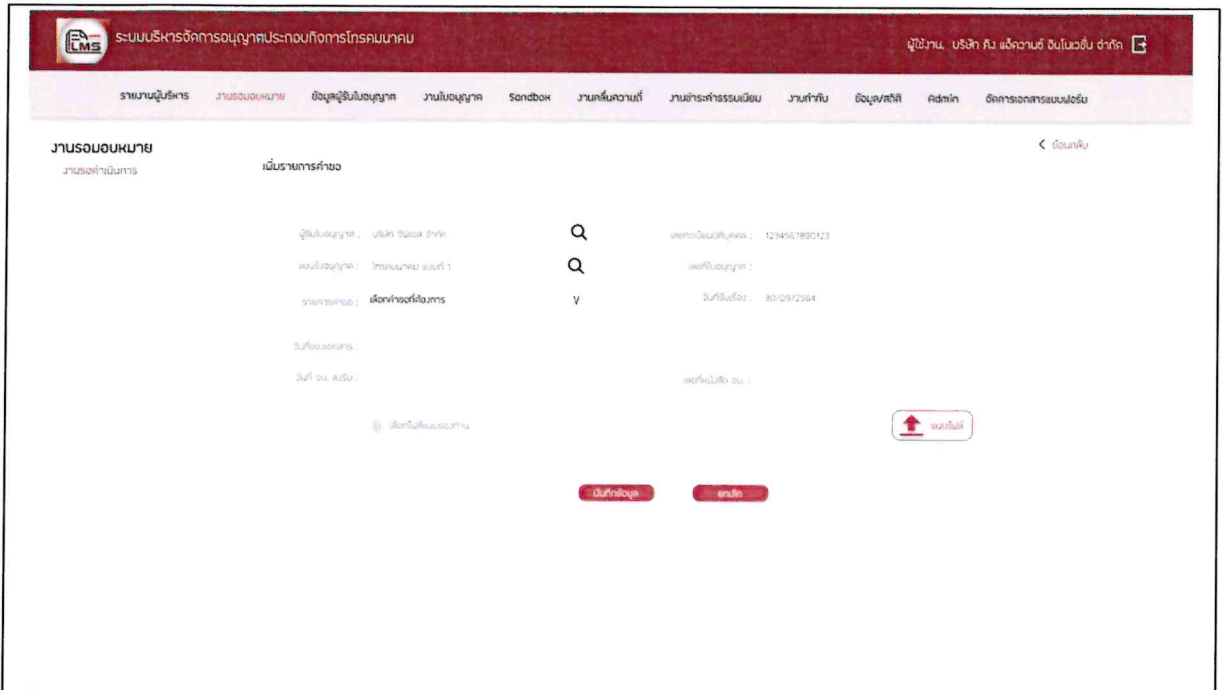 LMS ระบบบริหารจัดการอนุญาตประกอบกิจการโทรคมนาคม
ผู้ใช้งาน, บริษัท คิง แอ็ดวานซ์ อินโนเวชั่น จำกัด
รายงานผู้บริหาร งานรอมอบหมาย ข้อมูลผู้รับใบอนุญาต งานใบอนุญาต Sandbox งานคลื่นความถี่ งานชำระค่าธรรมเนียม งานกำกับ ข้อมูล/สถิติ Admin จัดการเอกสารแบบฟอร์ม
งานรอมอบหมาย
ย้อนกลับ
งานรอดำเนินการ
เพิ่มรายการคำขอ
ผู้รับใบอนุญาต : บริษัท จำกัด เลขทะเบียนนิติบุคคล : 1234567890123
แบบใบอนุญาต : โทรคมนาคม แบบที่ 1 เลขที่ใบอนุญาต :
รายการคำขอ : เลือกคำขอที่ต้องการ วันที่รับเรื่อง : 30/09/2564
วันที่ของเอกสาร :
วันที่ ชบ. ลงรับ : เลขที่หนังสือ ชบ. :
เลือกไฟล์แนบของท่าน แนบไฟล์
บันทึกข้อมูล ยกเลิก